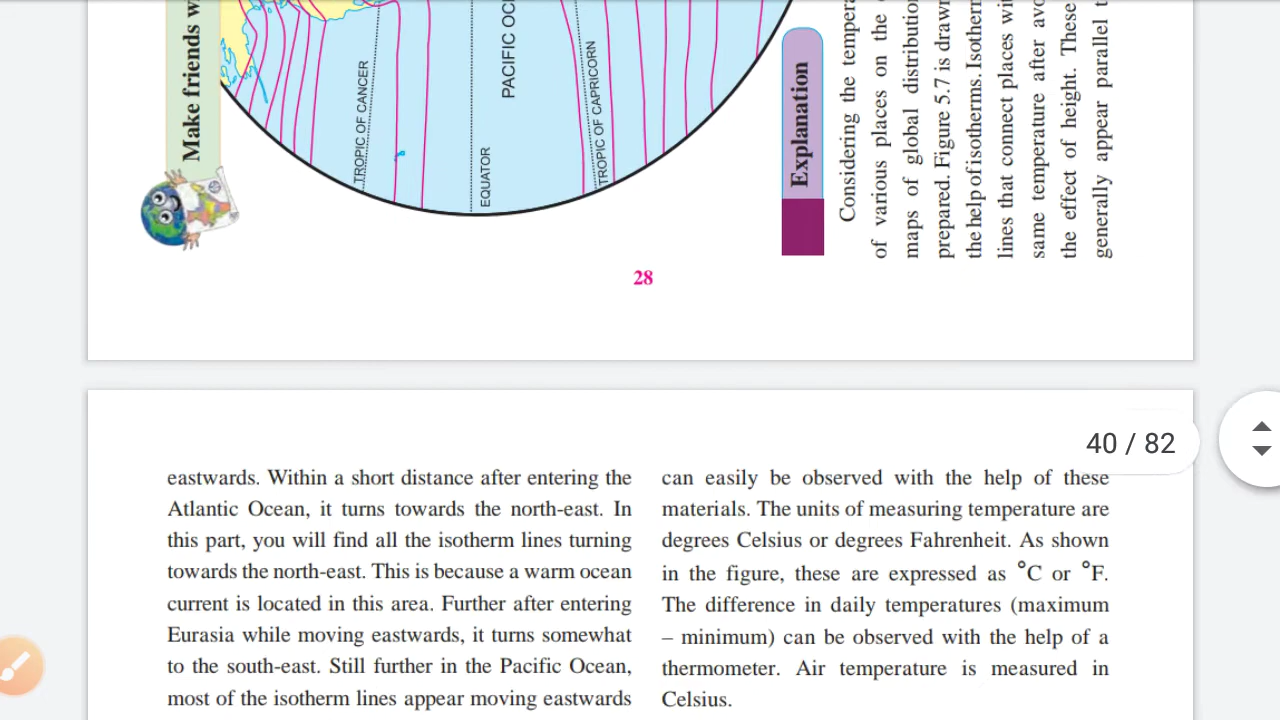 Make friends w
TROPIC OF CANCER
EQUATOR
PACIFIC OC
TROPIC OF CAPRICORN
Explanation
Considering the tempera
of various places on the
maps of global distribution
prepared. Figure 5.7 is drawn
the help of isotherms. Isotherm
lines that connect places wi
same temperature after avo
the effect of height. These
generally appear parallel t
28
40 / 82
eastwards. Within a short distance after entering the
Atlantic Ocean, it turns towards the north-east. In
this part, you will find all the isotherm lines turning
towards the north-east. This is because a warm ocean
current is located in this area. Further after entering
Eurasia while moving eastwards, it turns somewhat
to the south-east. Still further in the Pacific Ocean,
most of the isotherm lines appear moving eastwards
can easily be observed with the help of these
materials. The units of measuring temperature are
degrees Celsius or degrees Fahrenheit. As shown
in the figure, these are expressed as °C or °F.
The difference in daily temperatures (maximum
– minimum) can be observed with the help of a
thermometer. Air temperature is measured in
Celsius.